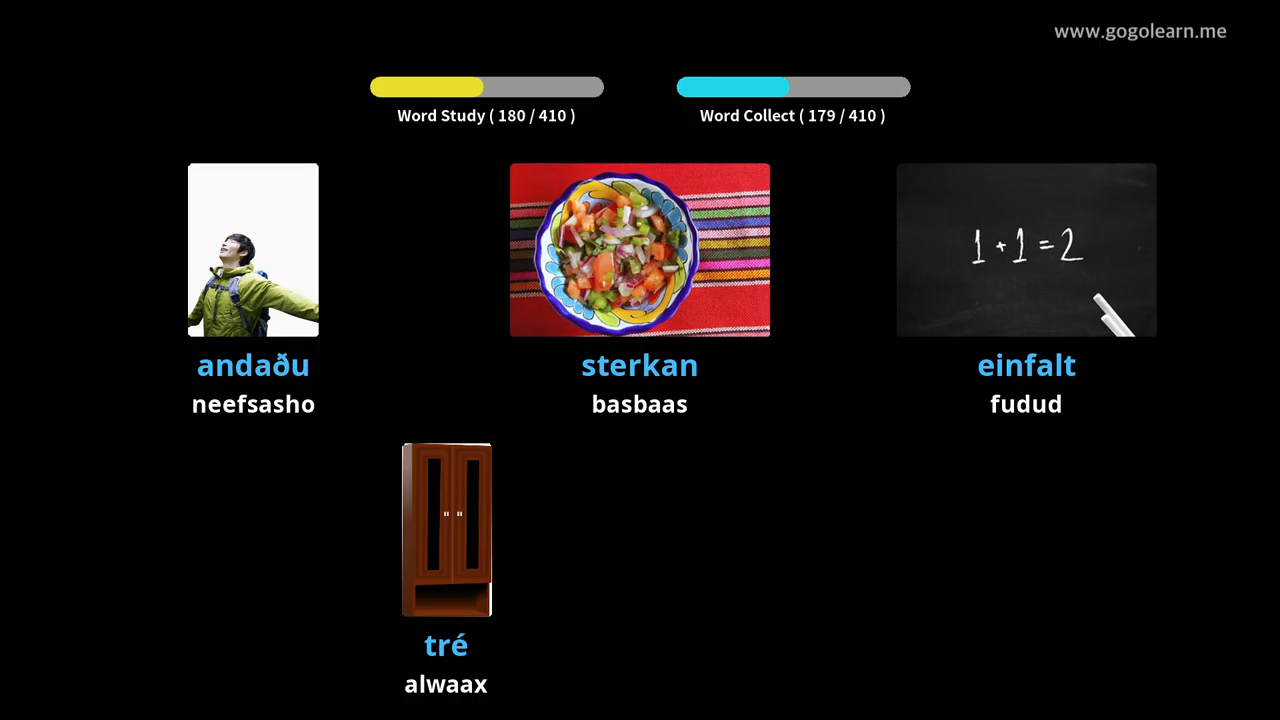 www.gogolearn.me
Word Study ( 180 / 410 )
Word Collect ( 179 / 410 )
1 + 1 = 2
andaðu
neefsasho
sterkan
basbaas
einfalt
fudud
tré
alwaax